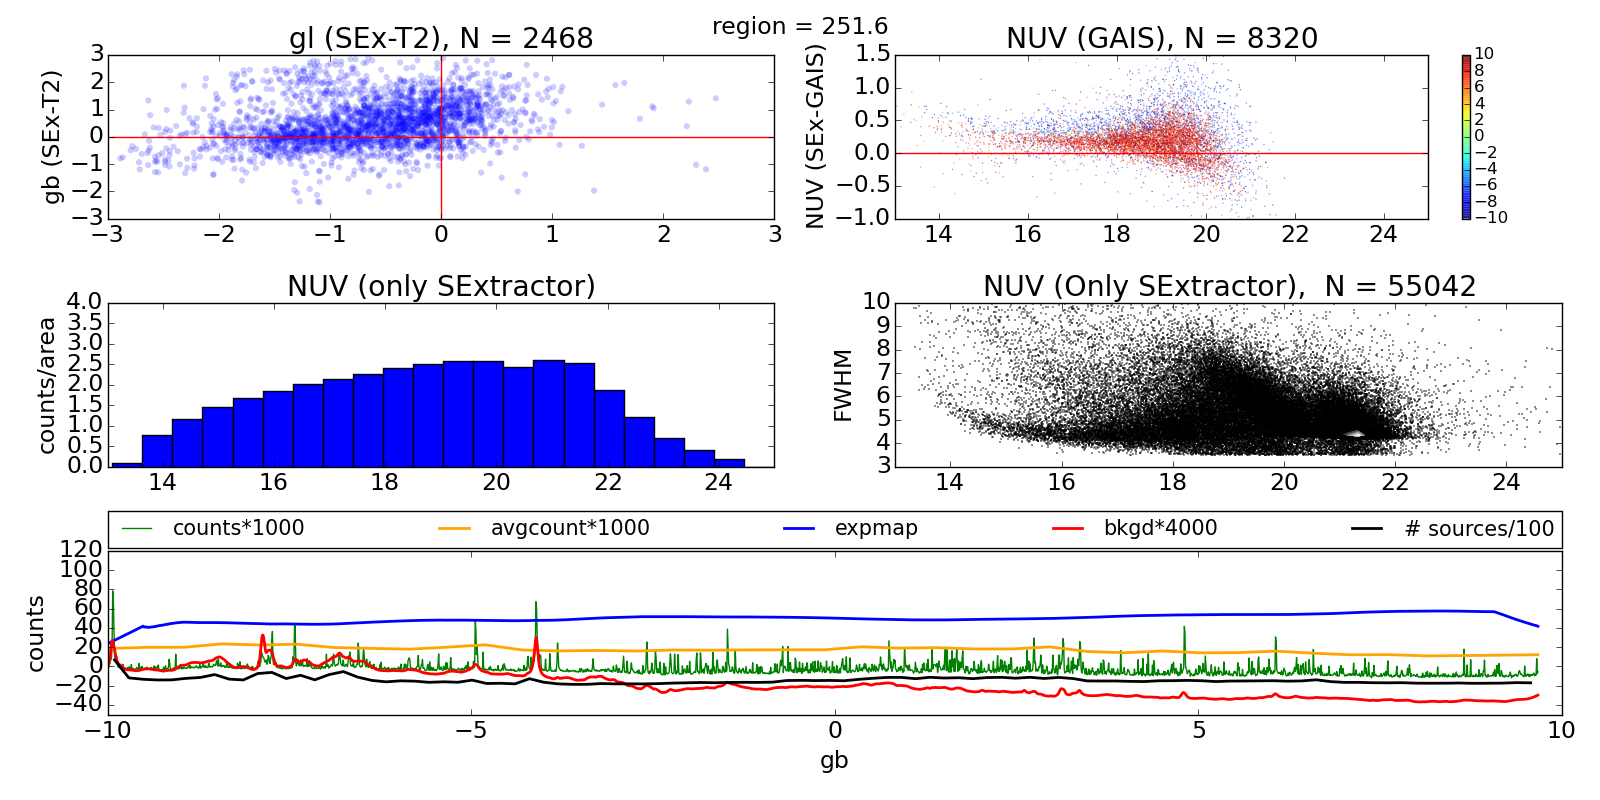 region = 251.6
gl (SEx-T2), N = 2468
gb (SEx-T2)
3
2
1
0
−1
−2
−3
−3 −2 −1 0 1 2 3
NUV (GAIS), N = 8320
NUV (SEx-GAIS)
1.5
1.0
0.5
0.0
−0.5
−1.0
14 16 18 20 22 24
10
8
6
4
2
0
−2
−4
−6
−8
−10
NUV (only SExtractor)
counts/area
4.0
3.5
3.0
2.5
2.0
1.5
1.0
0.5
0.0
14 16 18 20 22 24
NUV (Only SExtractor),  N = 55042
FWHM
10
9
8
7
6
5
4
3
14 16 18 20 22 24
counts*1000 avgcount*1000 expmap bkgd*4000 # sources/100
counts
120
100
80
60
40
20
0
−20
−40
−10 −5 0 5 10
gb